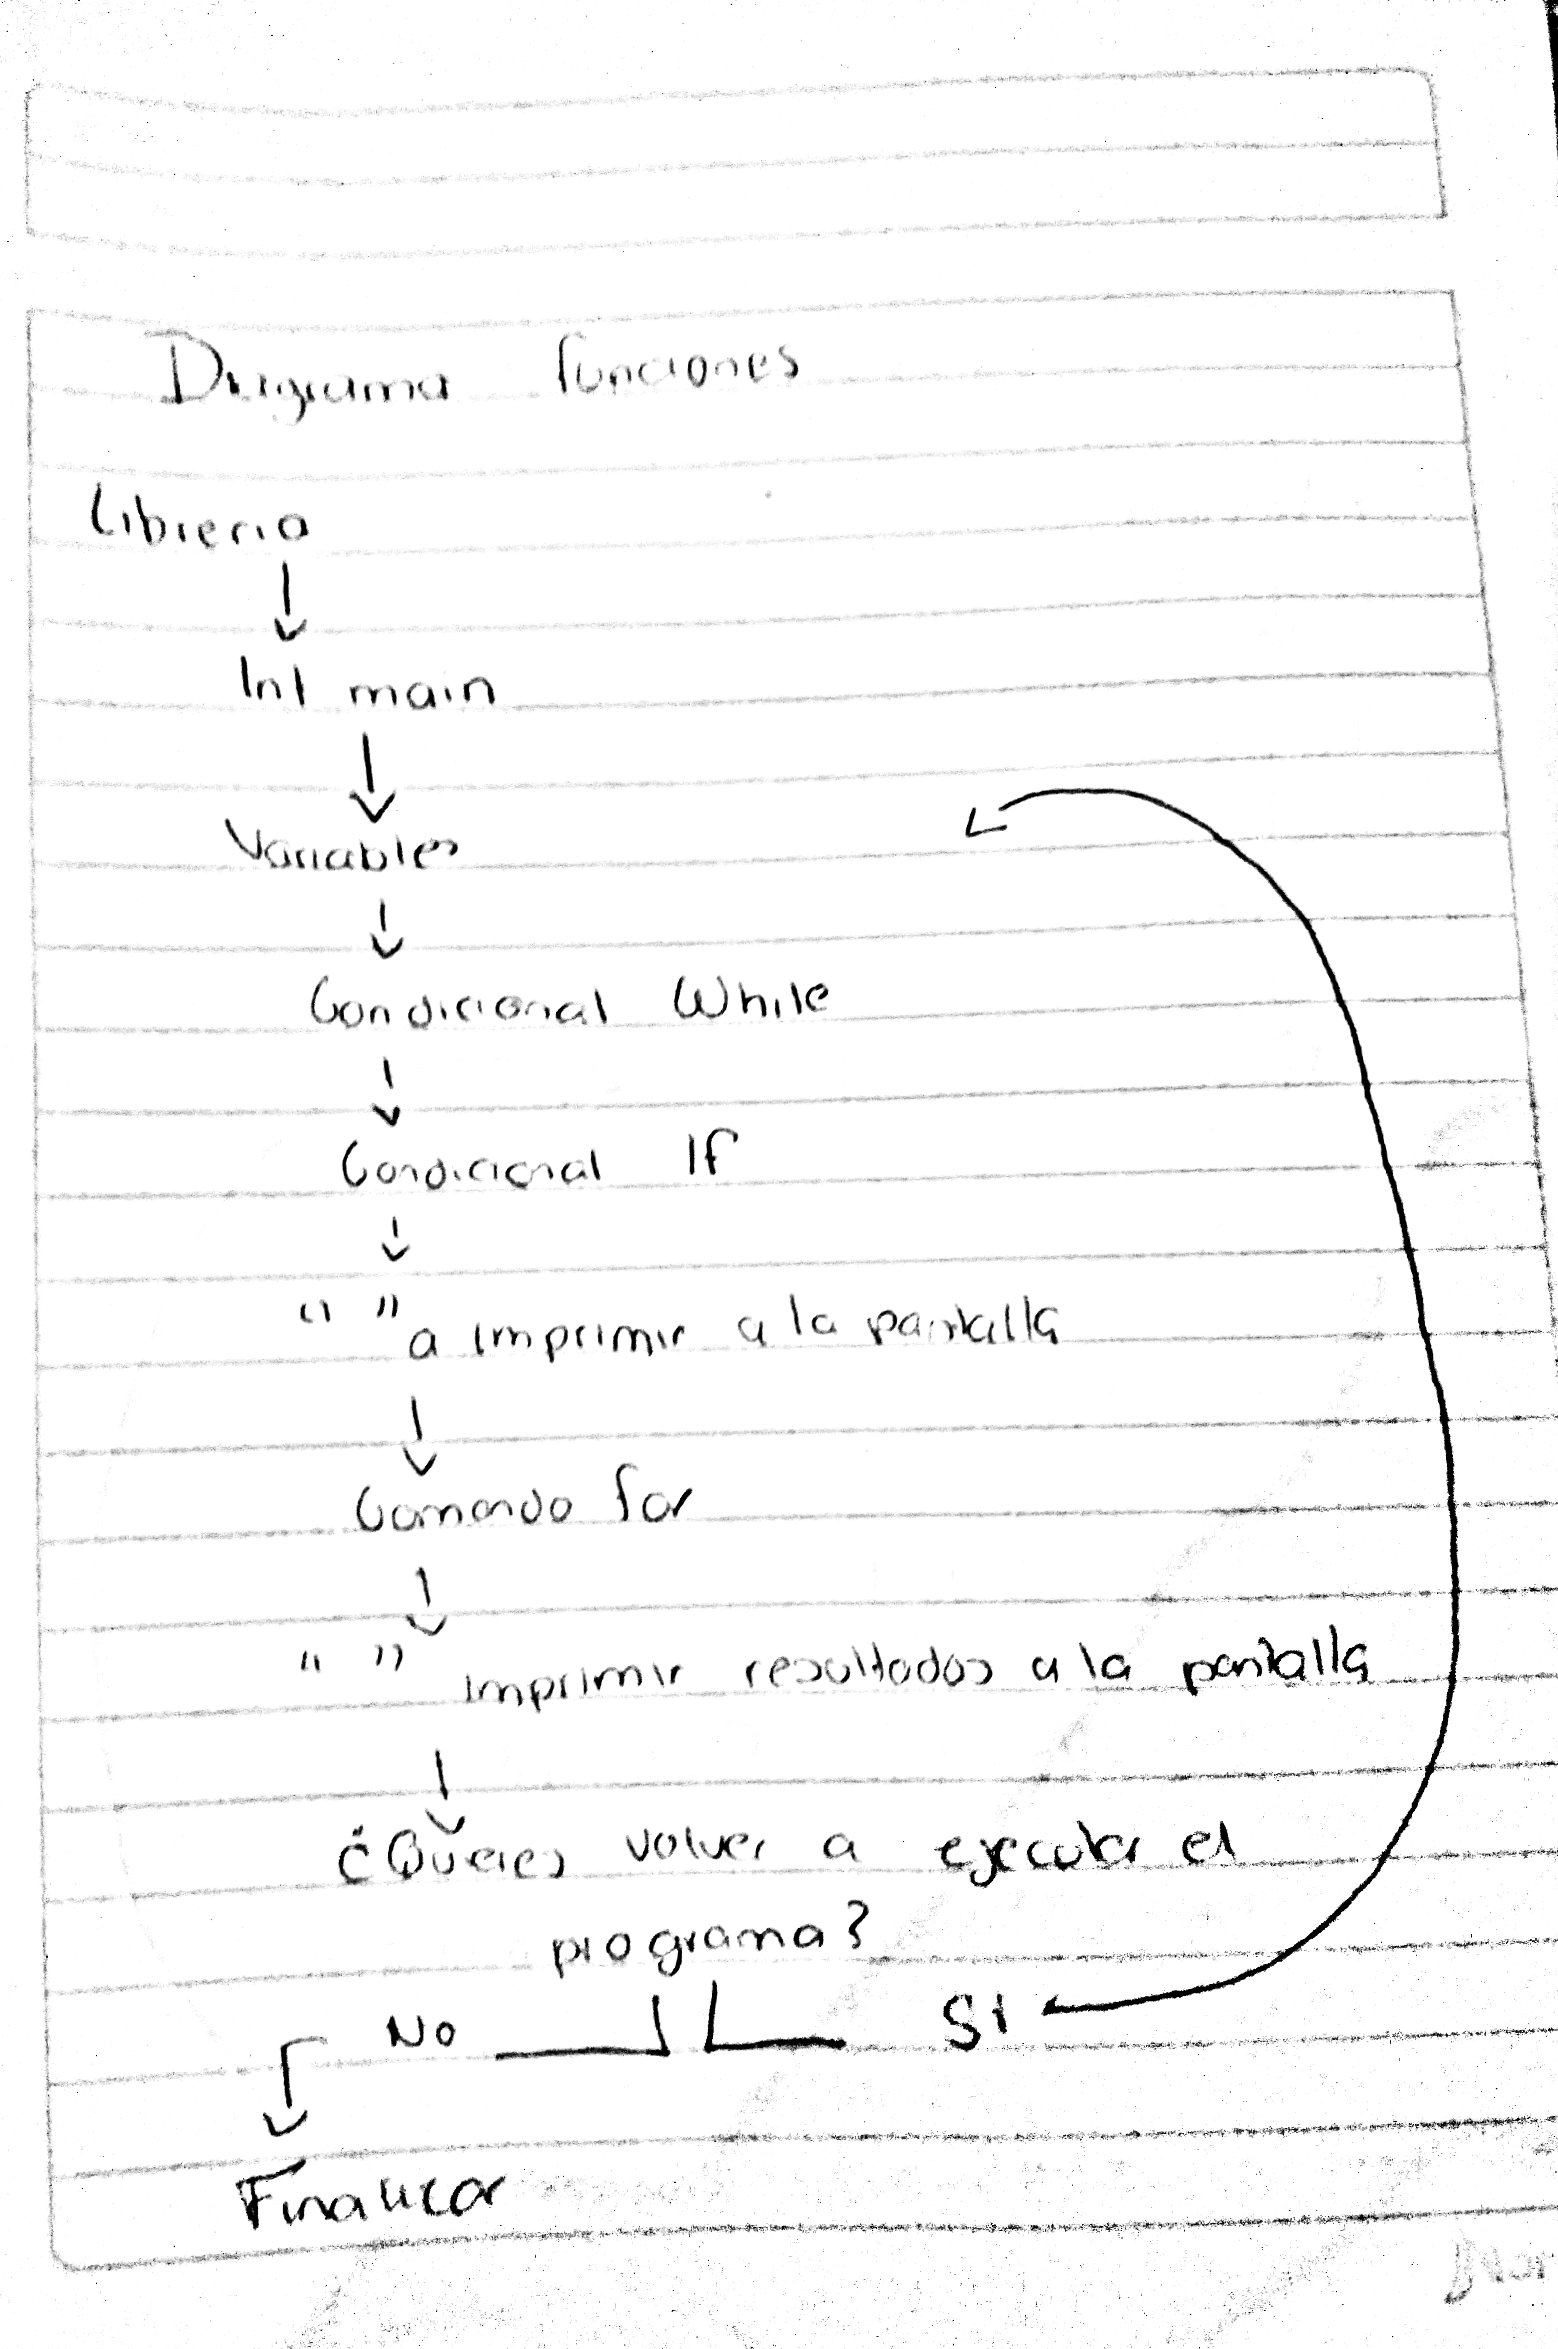 Diagrama funciones
Libreria
Int main
Variables
Condicional While
Condicional If
" " a imprimir a la pantalla
Comando for
" " imprimir resultados a la pantalla
¿Quieres volver a ejecutar el
programa?
No Si
Finalizar